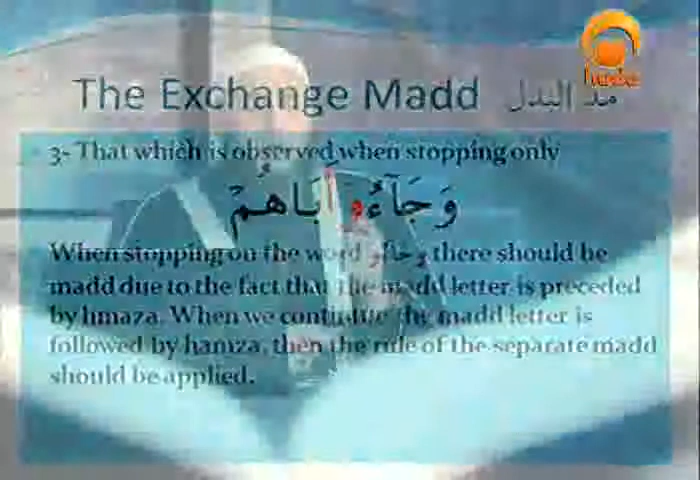 huda
The Exchange Madd مد البدل
3- That which is observed when stopping only
وَجَآءُو أَبَاهُمْ
When stopping on the word وجاؤو there should be
madd due to the fact that the madd letter is preceded
by hmaza. When we continue the madd letter is
followed by hamza, then the rule of the separate madd
should be applied.